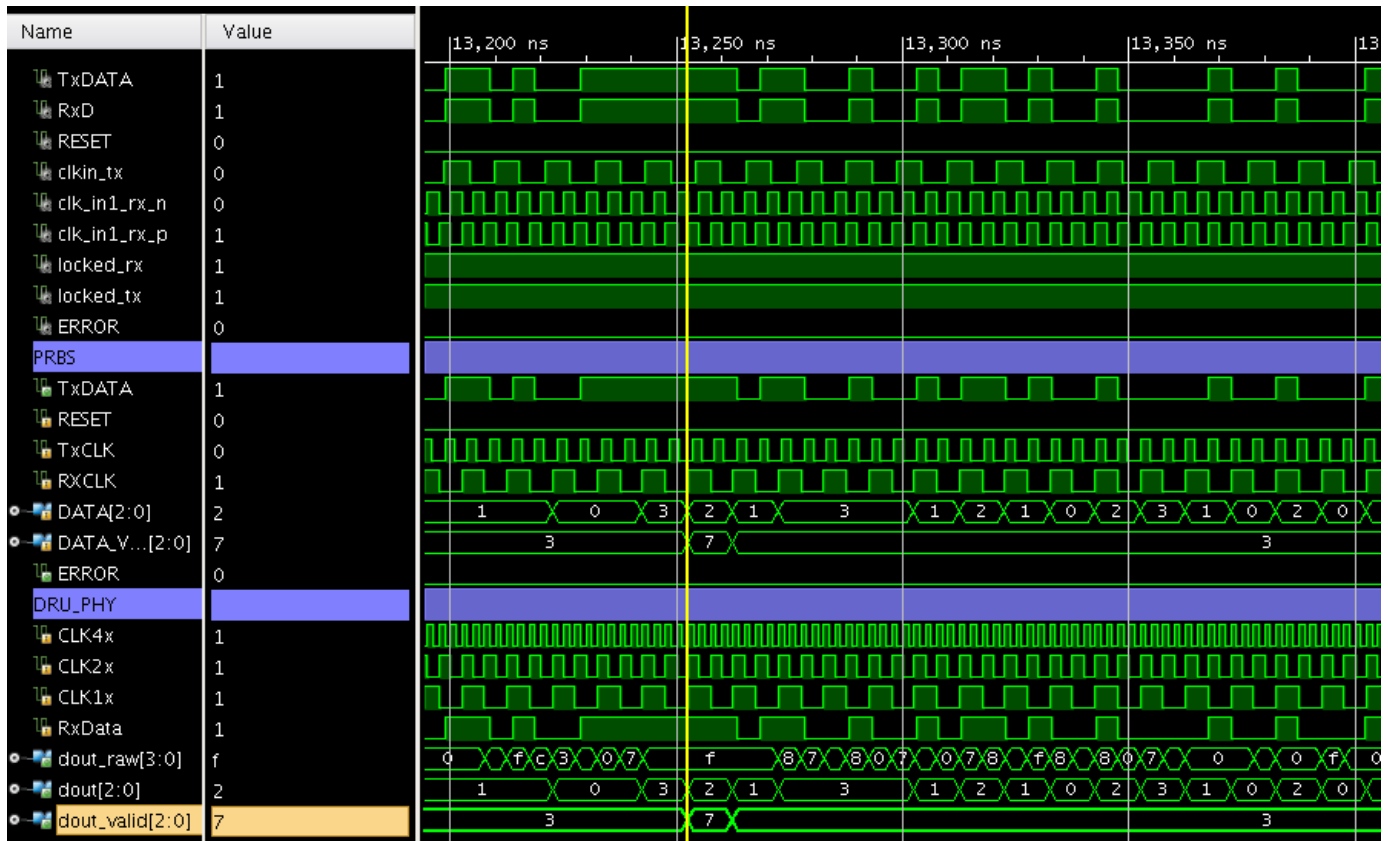 Name Value |13,200 ns |13,250 ns |13,300 ns |13,350 ns |13
TxDATA 1
RxD 1
RESET 0
clkin_tx 0
clk_in1_rx_n 0
clk_in1_rx_p 1
locked_rx 1
locked_tx 1
ERROR 0
PRBS
TxDATA 1
RESET 0
TxCLK 0
RXCLK 1
DATA[2:0] 2 1 0 3 2 1 3 1 2 1 0 2 3 1 0 2 0
DATA_V...[2:0] 7 3 7 3
ERROR 0
DRU_PHY
CLK4x 1
CLK2x 1
CLK1x 1
RxData 1
dout_raw[3:0] f 0 f c 3 0 7 f 8 7 8 0 7 0 7 8 f 8 8 0 7 0 0 f 0
dout[2:0] 2 1 0 3 2 1 3 1 2 1 0 2 3 1 0 2 0
dout_valid[2:0] 7 3 7 3